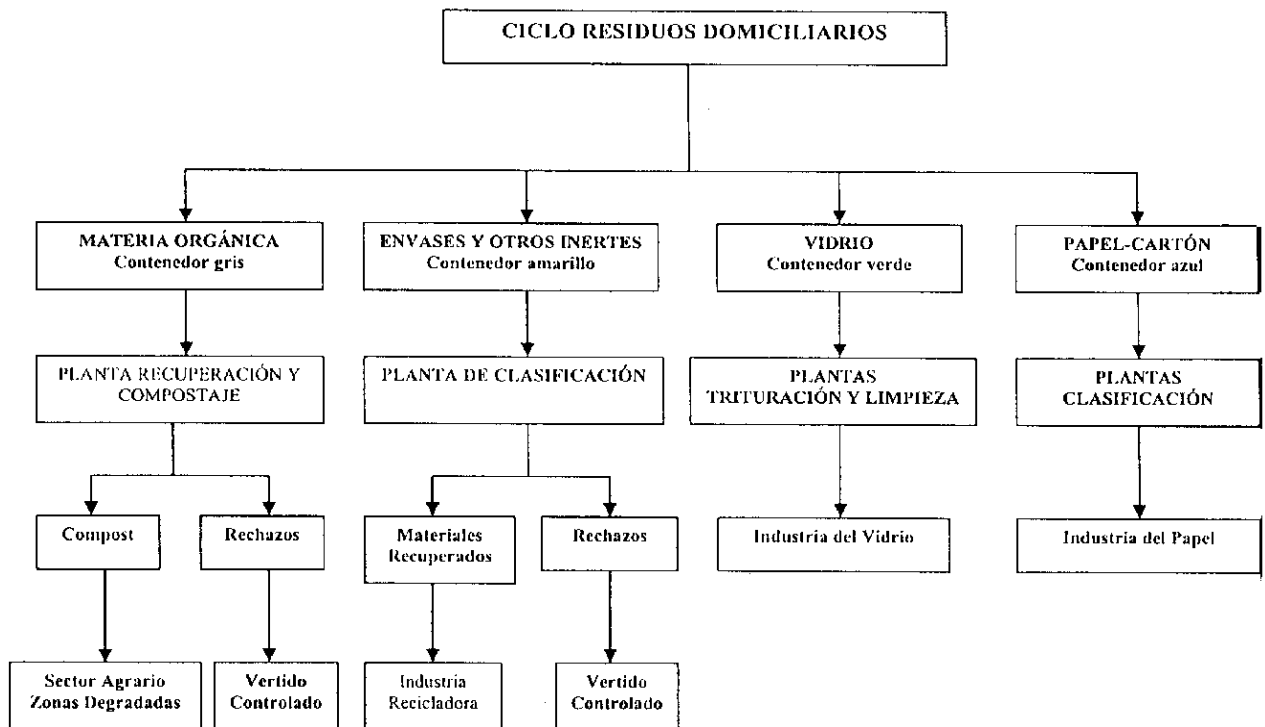 CICLO RESIDUOS DOMICILIARIOS
MATERIA ORGÁNICA
Contenedor gris
ENVASES Y OTROS INERTES
Contenedor amarillo
VIDRIO
Contenedor verde
PAPEL-CARTÓN
Contenedor azul
PLANTA RECUPERACIÓN Y
COMPOSTAJE
PLANTA DE CLASIFICACIÓN
PLANTAS
TRITURACIÓN Y LIMPIEZA
PLANTAS
CLASIFICACIÓN
Compost
Rechazos
Materiales
Recuperados
Rechazos
Industria del Vidrio
Industria del Papel
Sector Agrario
Zonas Degradadas
Vertido
Controlado
Industria
Recicladora
Vertido
Controlado